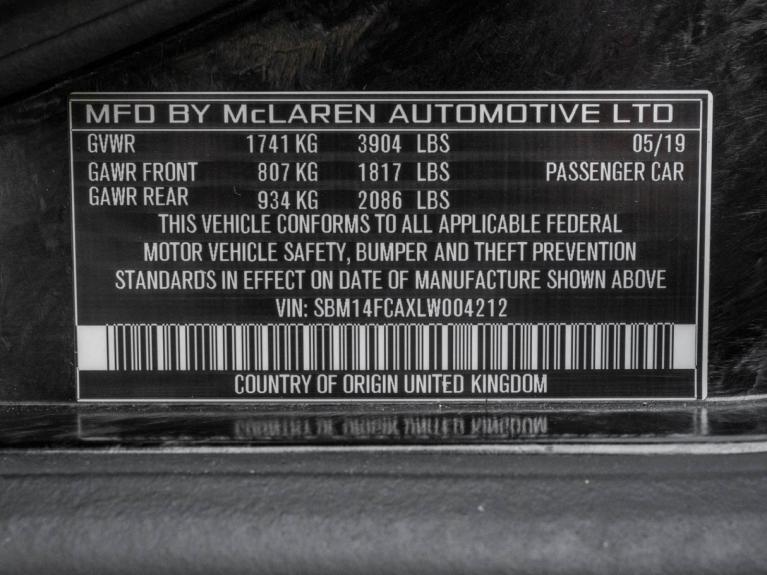 MFD BY McLAREN AUTOMOTIVE LTD
GVWR 1741 KG 3904 LBS 05/19
GAWR FRONT 807 KG 1817 LBS PASSENGER CAR
GAWR REAR 934 KG 2086 LBS
THIS VEHICLE CONFORMS TO ALL APPLICABLE FEDERAL
MOTOR VEHICLE SAFETY, BUMPER AND THEFT PREVENTION
STANDARDS IN EFFECT ON DATE OF MANUFACTURE SHOWN ABOVE
VIN: SBM14FCAXLW004212
COUNTRY OF ORIGIN UNITED KINGDOM